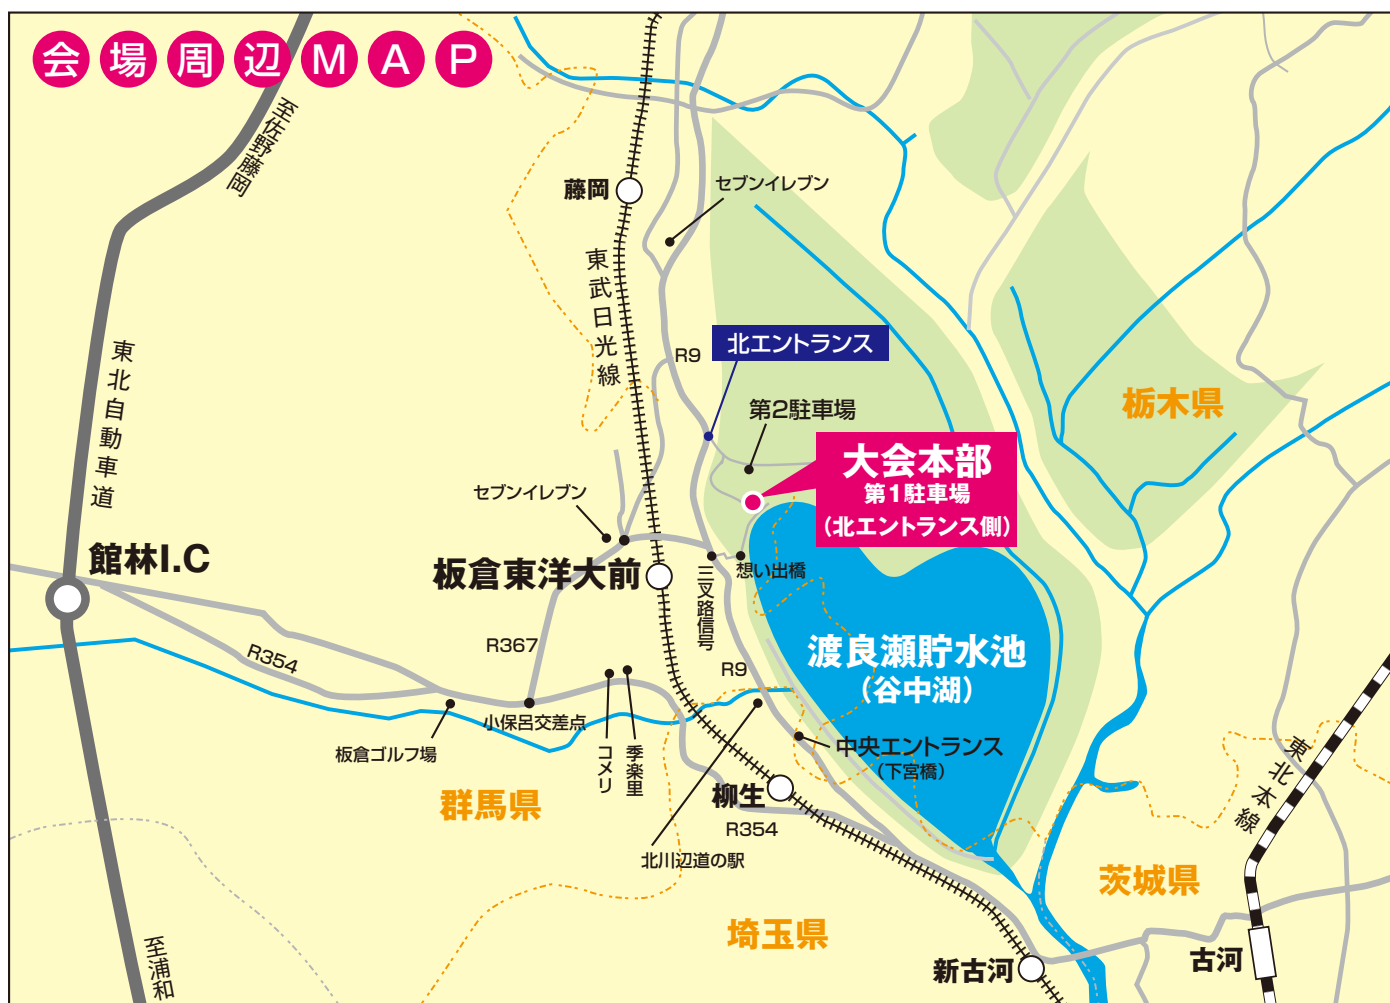 会場周辺MAP
至佐野藤岡
藤岡
セブンイレブン
東武日光線
R9
北エントランス
東北自動車道
栃木県
第2駐車場
大会本部
第1駐車場
(北エントランス側)
セブンイレブン
館林I.C
板倉東洋大前
三叉路信号
想い出橋
R367
R354
R9
渡良瀬貯水池
(谷中湖)
小保呂交差点
板倉ゴルフ場
コメリ
季楽里
中央エントランス
(下宮橋)
東北本線
群馬県
柳生
R354
北川辺道の駅
茨城県
埼玉県
至浦和
新古河
古河